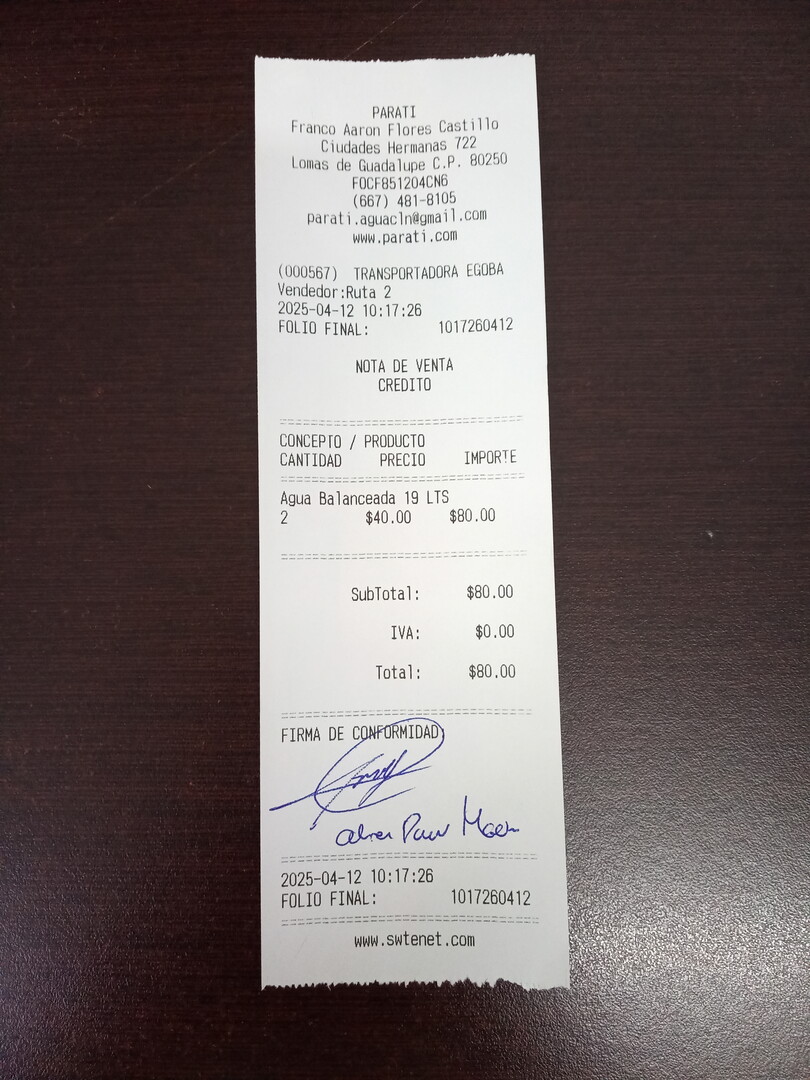 PARATI
Franco Aaron Flores Castillo
Ciudades Hermanas 722
Lomas de Guadalupe C.P. 80250
FOCF851204CN6
(667) 481-8105
parati.aguacln@gmail.com
www.parati.com
(000567) TRANSPORTADORA EGOBA
Vendedor:Ruta 2
2025-04-12 10:17:26
FOLIO FINAL: 1017260412
NOTA DE VENTA
CREDITO
CONCEPTO / PRODUCTO
CANTIDAD PRECIO IMPORTE
Agua Balanceada 19 LTS
2 $40.00 $80.00
SubTotal: $80.00
IVA: $0.00
Total: $80.00
FIRMA DE CONFORMIDAD
2025-04-12 10:17:26
FOLIO FINAL: 1017260412
www.swtenet.com